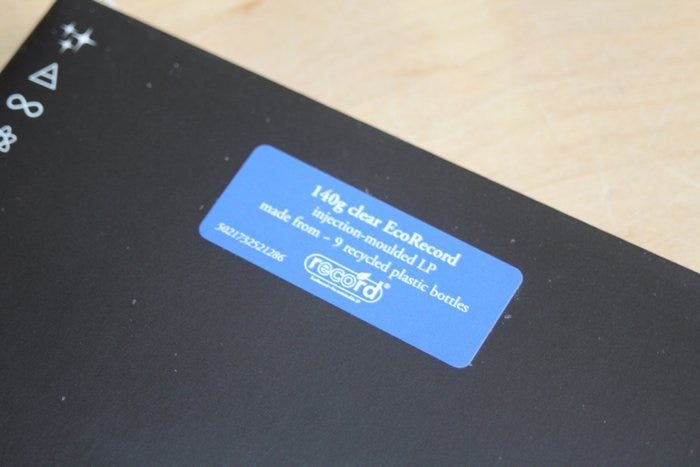 140g clear EcoRecord
injection-moulded LP
made from ~ 9 recycled plastic bottles
5021732521286
record®